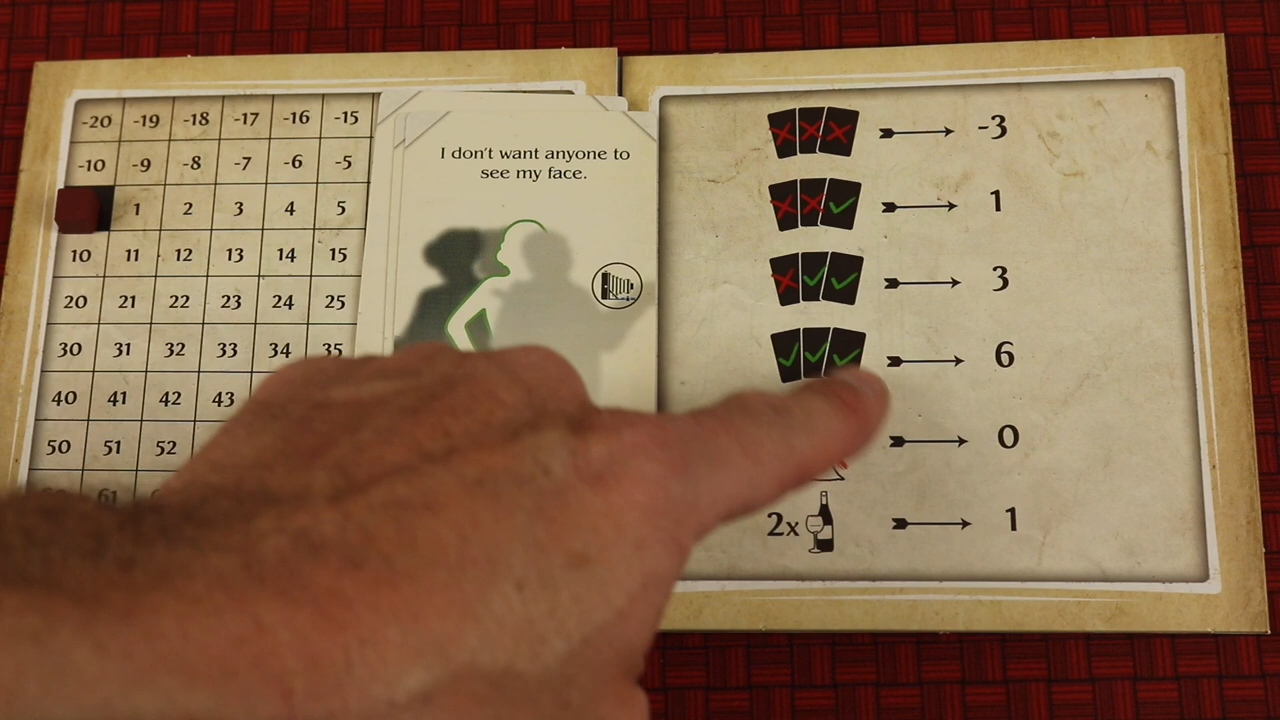 -20 -19 -18 -17 -16 -15
-10 -9 -8 -7 -6 -5
1 2 3 4 5
10 11 12 13 14 15
20 21 22 23 24 25
30 31 32 33 34 35
40 41 42 43
50 51 52
61
I don't want anyone to
see my face.
-3
1
3
6
0
2x 1